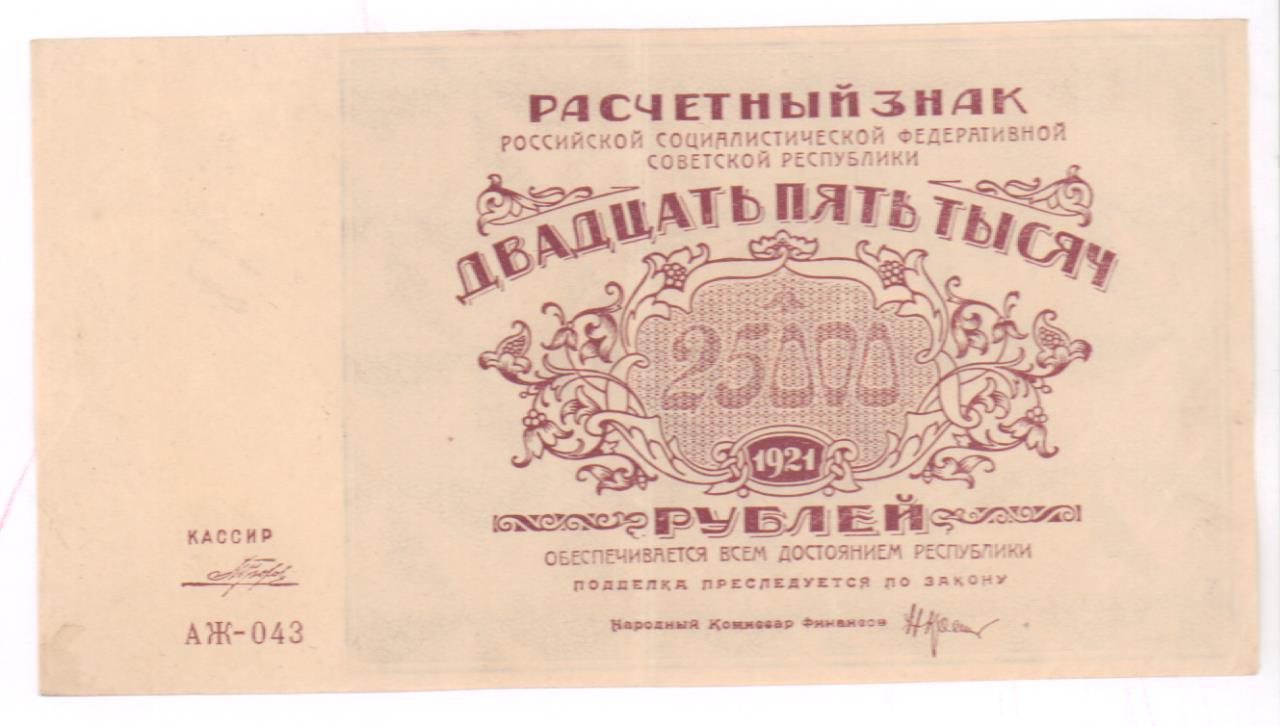 РАСЧЕТНЫЙ ЗНАК
РОССИЙСКОЙ СОЦИАЛИСТИЧЕСКОЙ ФЕДЕРАТИВНОЙ
СОВЕТСКОЙ РЕСПУБЛИКИ
ДВАДЦАТЬ ПЯТЬ ТЫСЯЧ
25000
1921
РУБЛЕЙ
ОБЕСПЕЧИВАЕТСЯ ВСЕМ ДОСТОЯНИЕМ РЕСПУБЛИКИ
ПОДДЕЛКА ПРЕСЛЕДУЕТСЯ ПО ЗАКОНУ
Народный Комиссар Финансов
КАССИР
АЖ-043